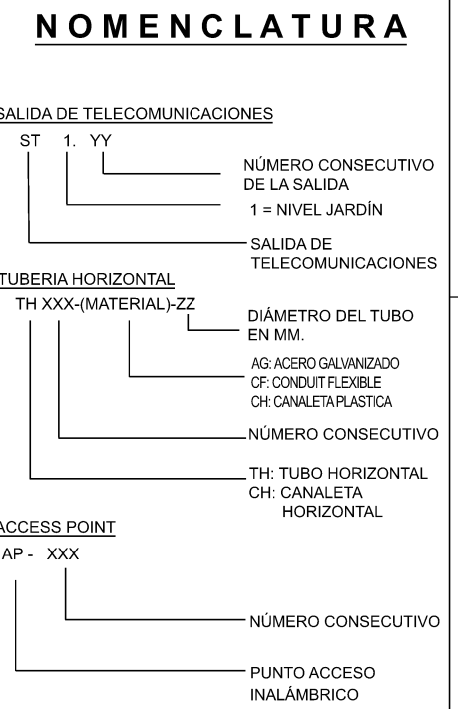 NOMENCLATURA
SALIDA DE TELECOMUNICACIONES
ST 1. YY
NÚMERO CONSECUTIVO
DE LA SALIDA
1 = NIVEL JARDÍN
SALIDA DE
TELECOMUNICACIONES
TUBERIA HORIZONTAL
TH XXX-(MATERIAL)-ZZ
DIÁMETRO DEL TUBO
EN MM.
AG: ACERO GALVANIZADO
CF: CONDUIT FLEXIBLE
CH: CANALETA PLASTICA
NÚMERO CONSECUTIVO
TH: TUBO HORIZONTAL
CH: CANALETA
HORIZONTAL
ACCESS POINT
AP - XXX
NÚMERO CONSECUTIVO
PUNTO ACCESO
INALÁMBRICO